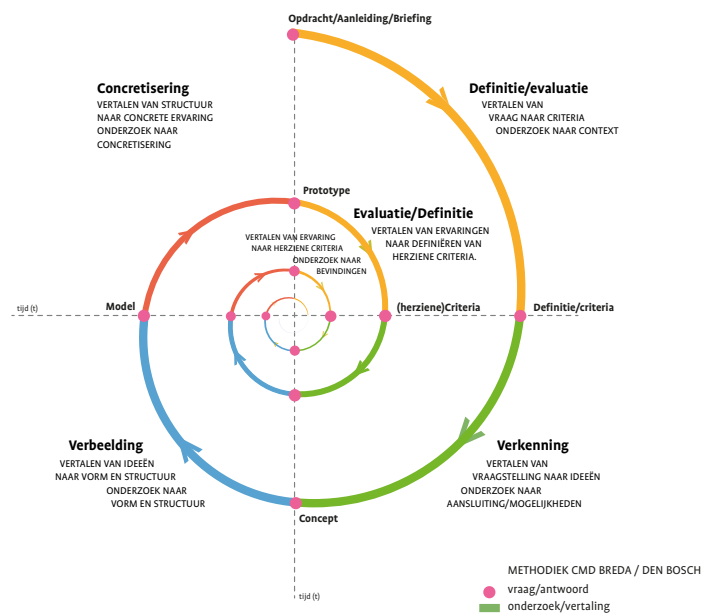 Opdracht/Aanleiding/Briefing
Concretisering
VERTALEN VAN STRUCTUUR
NAAR CONCRETE ERVARING
ONDERZOEK NAAR
CONCRETISERING
Definitie/evaluatie
VERTALEN VAN
VRAAG NAAR CRITERIA
ONDERZOEK NAAR CONTEXT
Prototype
Evaluatie/Definitie
VERTALEN VAN ERVARINGEN
NAAR DEFINIËREN VAN
HERZIENE CRITERIA.
VERTALEN VAN ERVARING
NAAR HERZIENE CRITERIA
ONDERZOEK NAAR
BEVINDINGEN
tijd (t)
Model
(herziene)Criteria
Definitie/criteria
Verbeelding
VERTALEN VAN IDEEËN
NAAR VORM EN STRUCTUUR
ONDERZOEK NAAR
VORM EN STRUCTUUR
Verkenning
VERTALEN VAN
VRAAGSTELLING NAAR IDEEËN
ONDERZOEK NAAR
AANSLUITING/MOGELIJKHEDEN
Concept
tijd (t)
METHODIEK CMD BREDA / DEN BOSCH
vraag/antwoord
onderzoek/vertaling